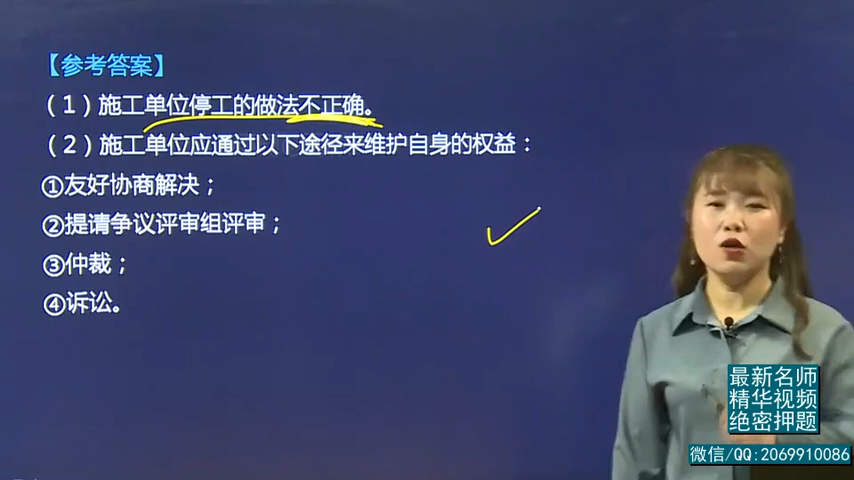 【参考答案】
（1）施工单位停工的做法不正确。
（2）施工单位应通过以下途径来维护自身的权益：
①友好协商解决；
②提请争议评审组评审；
③仲裁；
④诉讼。
最新名师
精华视频
绝密押题
微信/QQ:2069910086